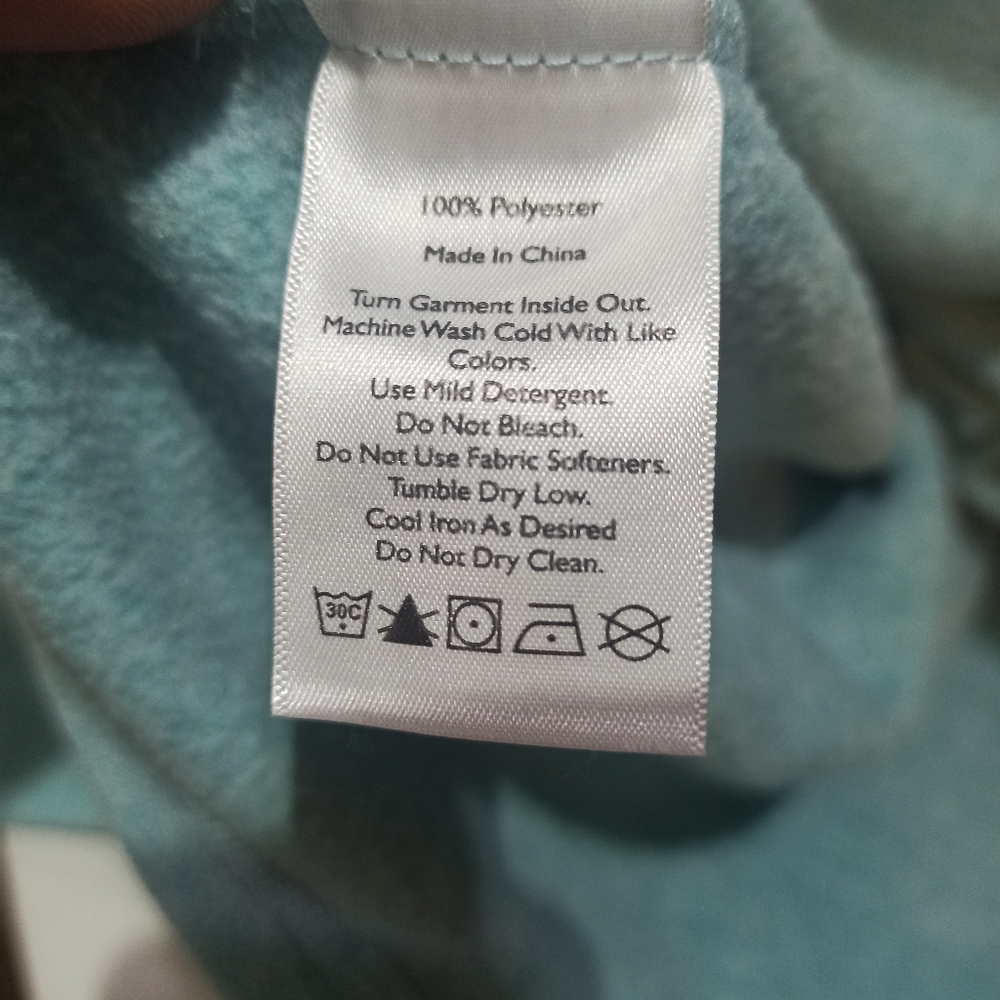 100% Polyester
Made In China
Turn Garment Inside Out.
Machine Wash Cold With Like
Colors.
Use Mild Detergent.
Do Not Bleach.
Do Not Use Fabric Softeners.
Tumble Dry Low.
Cool Iron As Desired
Do Not Dry Clean.
30C